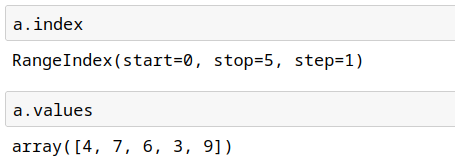 a.index
RangeIndex(start=0, stop=5, step=1)
a.values
array([4, 7, 6, 3, 9])